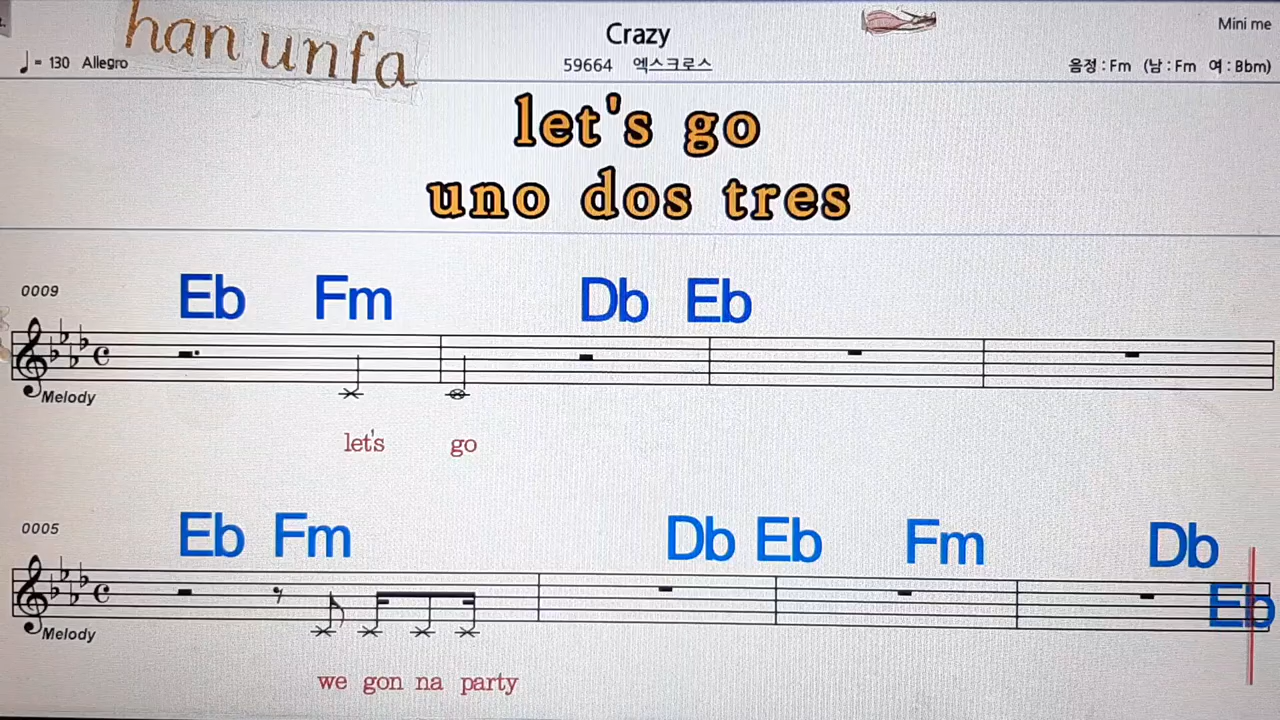 han unfa
Crazy
Mini me
♩ = 130 Allegro
59664 엑스크로스
음정 : Fm (남 : Fm 여 : Bbm)
let's go
uno dos tres
0009
Eb Fm Db Eb
Melody
let's go
0005
Eb Fm Db Eb Fm Db
Eb
Melody
we gon na party